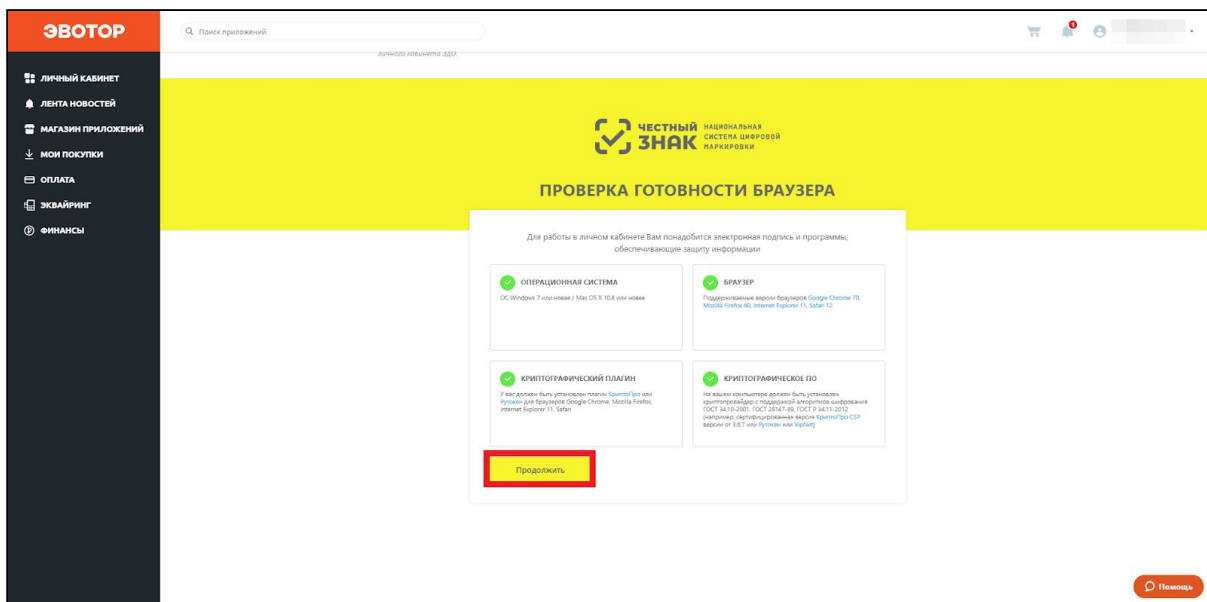 ЭВОТОР
Поиск приложений
1
личного кабинета ЭДО.
ЛИЧНЫЙ КАБИНЕТ
ЛЕНТА НОВОСТЕЙ
МАГАЗИН ПРИЛОЖЕНИЙ
МОИ ПОКУПКИ
ОПЛАТА
ЭКВАЙРИНГ
ФИНАНСЫ
ЧЕСТНЫЙ ЗНАК
НАЦИОНАЛЬНАЯ
СИСТЕМА ЦИФРОВОЙ
МАРКИРОВКИ
ПРОВЕРКА ГОТОВНОСТИ БРАУЗЕРА
Для работы в личном кабинете Вам понадобится электронная подпись и программы,
обеспечивающие защиту информации
ОПЕРАЦИОННАЯ СИСТЕМА
ОС Windows 7 или новее / Mac OS X 10.8 или новее
БРАУЗЕР
Поддерживаемые версии браузеров Google Chrome 70,
Mozilla Firefox 60, Internet Explorer 11, Safari 12
КРИПТОГРАФИЧЕСКИЙ ПЛАГИН
У вас должен быть установлен плагин КриптоПро или
Рутокен для браузеров Google Chrome, Mozilla Firefox,
Internet Explorer 11, Safari
КРИПТОГРАФИЧЕСКОЕ ПО
На вашем компьютере должен быть установлен
криптопровайдер с поддержкой алгоритмов шифрования
ГОСТ 34.10-2001, ГОСТ 28147-89, ГОСТ Р 34.11-2012
(например, сертифицированная версия КриптоПро CSP
версии от 3.6.7 или Рутокен или VipNet)
Продолжить
Помощь